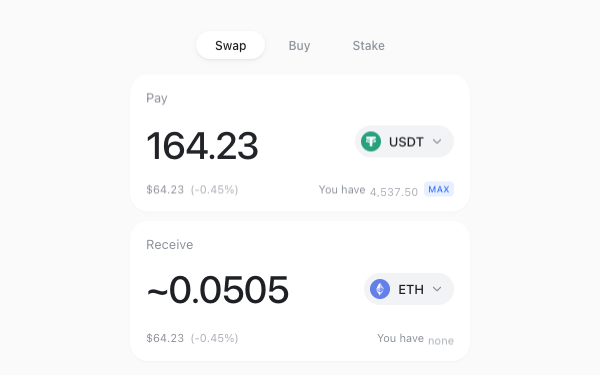 Swap Buy Stake
Pay
164.23 USDT
$64.23 (-0.45%) You have 4,537.50 MAX
Receive
~0.0505 ETH
$64.23 (-0.45%) You have none